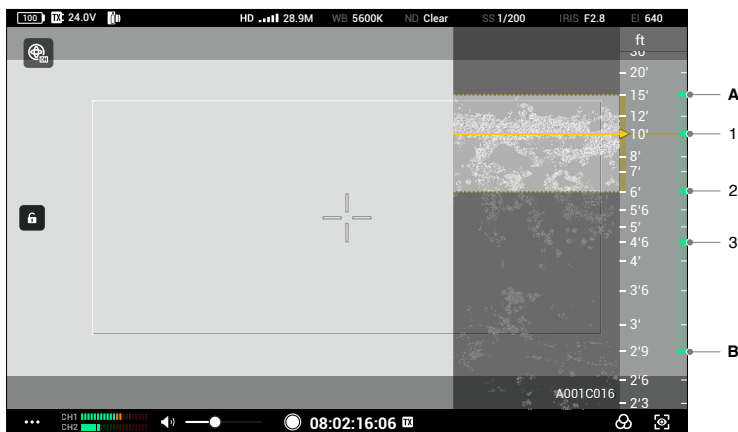 100 TX: 24.0V HD 28.9M WB 5600K ND Clear SS 1/200 IRIS F2.8 EI 640
ft
30'
20'
15' A
12'
10' 1
8'
7'
6' 2
5'6
5'
4'6 3
4'
3'6
3'
2'9 B
2'6
A001C016
2'3
CH1
CH2
08:02:16:06 TX